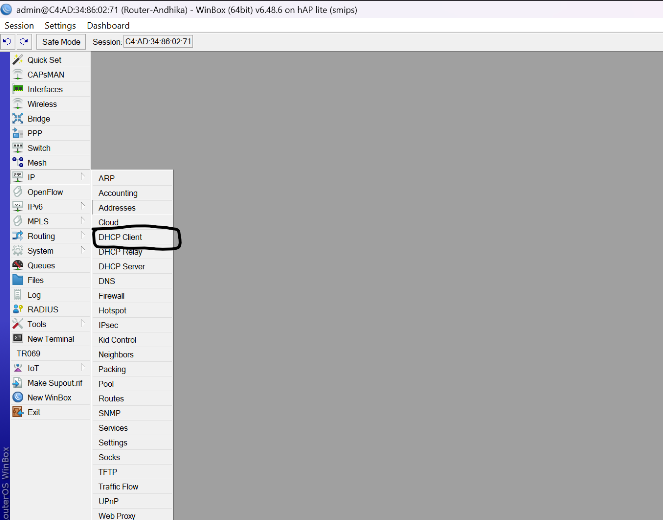 admin@C4:AD:34:86:02:71 (Router-Andhika) - WinBox (64bit) v6.48.6 on hAP lite (smips)
Session Settings Dashboard
Safe Mode Session: C4:AD:34:86:02:71
Quick Set
CAPsMAN
Interfaces
Wireless
Bridge
PPP
Switch
Mesh
IP
OpenFlow
IPv6
MPLS
Routing
System
Queues
Files
Log
RADIUS
Tools
New Terminal
TR069
IoT
Make Supout.rif
New WinBox
Exit
ARP
Accounting
Addresses
Cloud
DHCP Client
DHCP Relay
DHCP Server
DNS
Firewall
Hotspot
IPsec
Kid Control
Neighbors
Packing
Pool
Routes
SNMP
Services
Settings
Socks
TFTP
Traffic Flow
UPnP
Web Proxy
outerOS WinBox